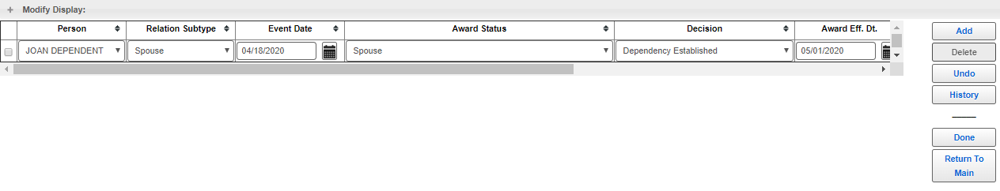 Modify Display:
Person Relation Subtype Event Date Award Status Decision Award Eff. Dt.
JOAN DEPENDENT Spouse 04/18/2020 Spouse Dependency Established 05/01/2020
Add
Delete
Undo
History
Done
Return To
Main